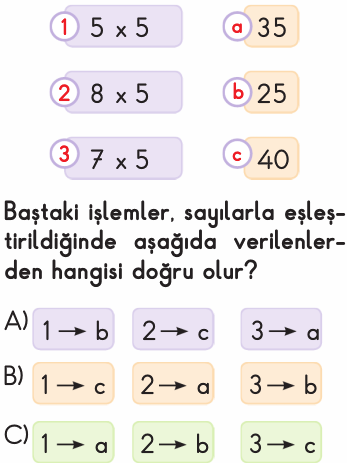 1 5 x 5 a 35
2 8 x 5 b 25
3 7 x 5 c 40
Baştaki işlemler, sayılarla eşleş-
tirildiğinde aşağıda verilenler-
den hangisi doğru olur?
A) 1 → b 2 → c 3 → a
B) 1 → c 2 → a 3 → b
C) 1 → a 2 → b 3 → c